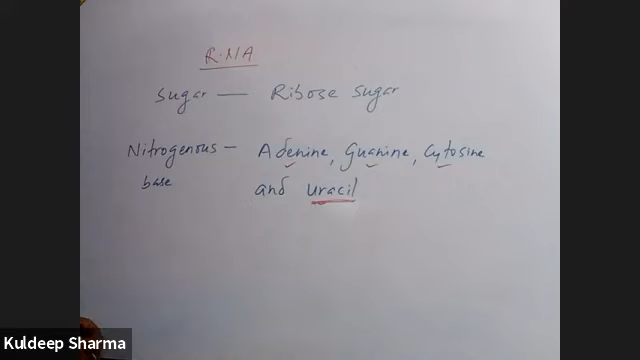 R.NA
Sugar — Ribose sugar
Nitrogenous — Adenine, Guanine, Cytosine
base and uracil
Kuldeep Sharma